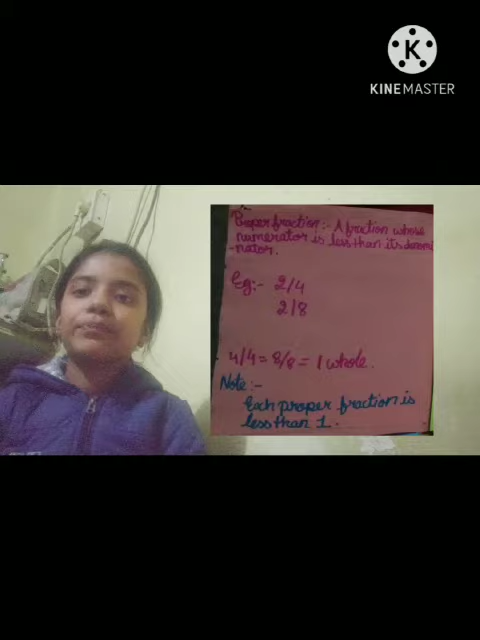 K
KINEMASTER
Proper fraction:- A fraction whose
numerator is less than its denomi
-nator.
Eg:- 2/4
2/8
4/4 = 8/8 = 1 whole.
Note:-
Each proper fraction is
less than 1.